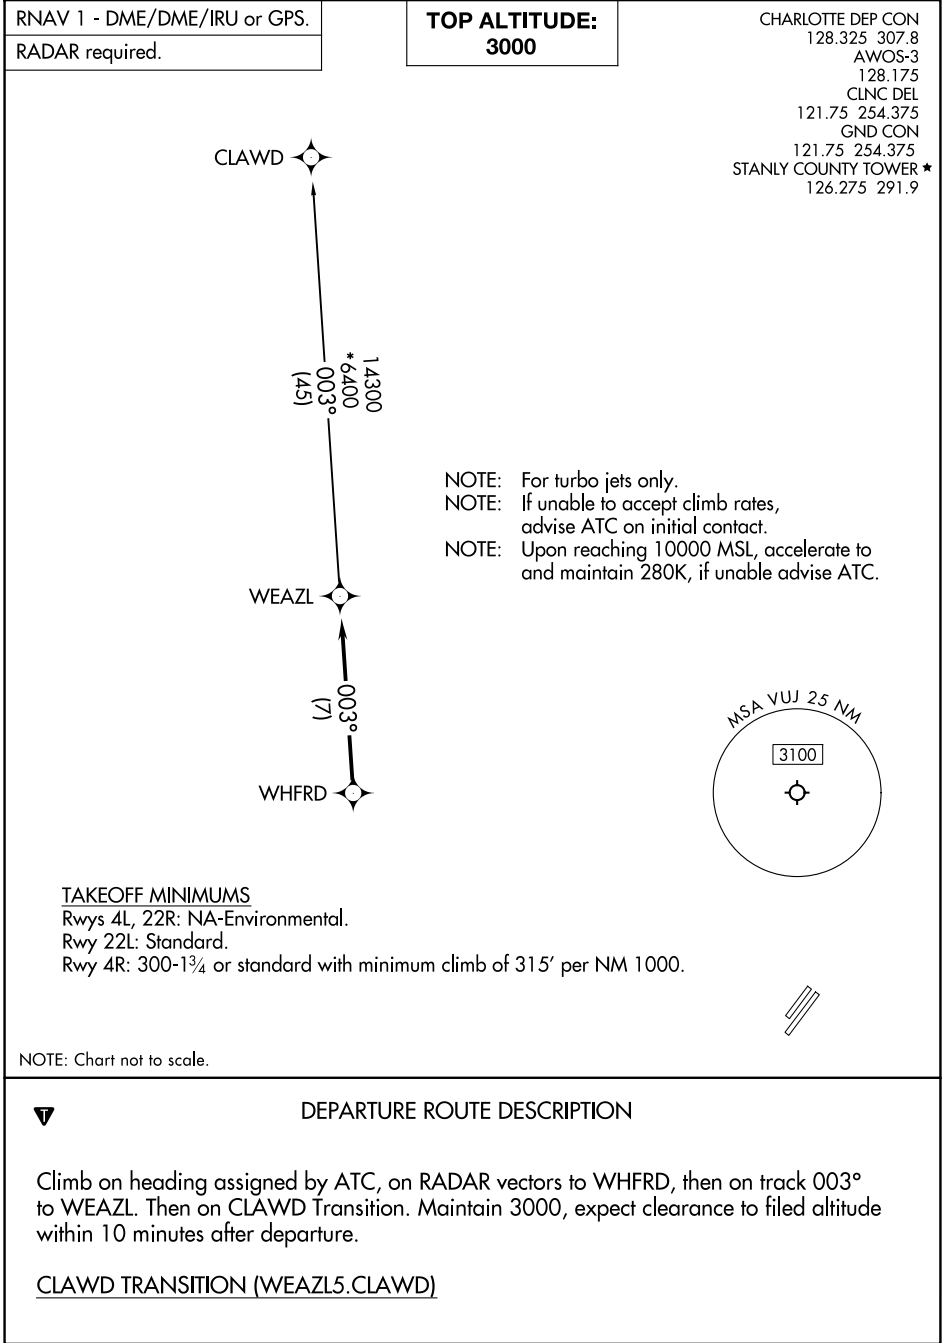 RNAV 1 - DME/DME/IRU or GPS.
RADAR required.
TOP ALTITUDE:
3000
CHARLOTTE DEP CON
128.325 307.8
AWOS-3
128.175
CLNC DEL
121.75 254.375
GND CON
121.75 254.375
STANLY COUNTY TOWER ★
126.275 291.9
CLAWD
14300
*6400
003°
(45)
NOTE: For turbo jets only.
NOTE: If unable to accept climb rates,
advise ATC on initial contact.
NOTE: Upon reaching 10000 MSL, accelerate to
and maintain 280K, if unable advise ATC.
WEAZL
003°
(7)
WHFRD
MSA VUJ 25 NM
3100
TAKEOFF MINIMUMS
Rwys 4L, 22R: NA-Environmental.
Rwy 22L: Standard.
Rwy 4R: 300-1¾ or standard with minimum climb of 315' per NM 1000.
NOTE: Chart not to scale.
T
DEPARTURE ROUTE DESCRIPTION
Climb on heading assigned by ATC, on RADAR vectors to WHFRD, then on track 003°
to WEAZL. Then on CLAWD Transition. Maintain 3000, expect clearance to filed altitude
within 10 minutes after departure.
CLAWD TRANSITION (WEAZL5.CLAWD)